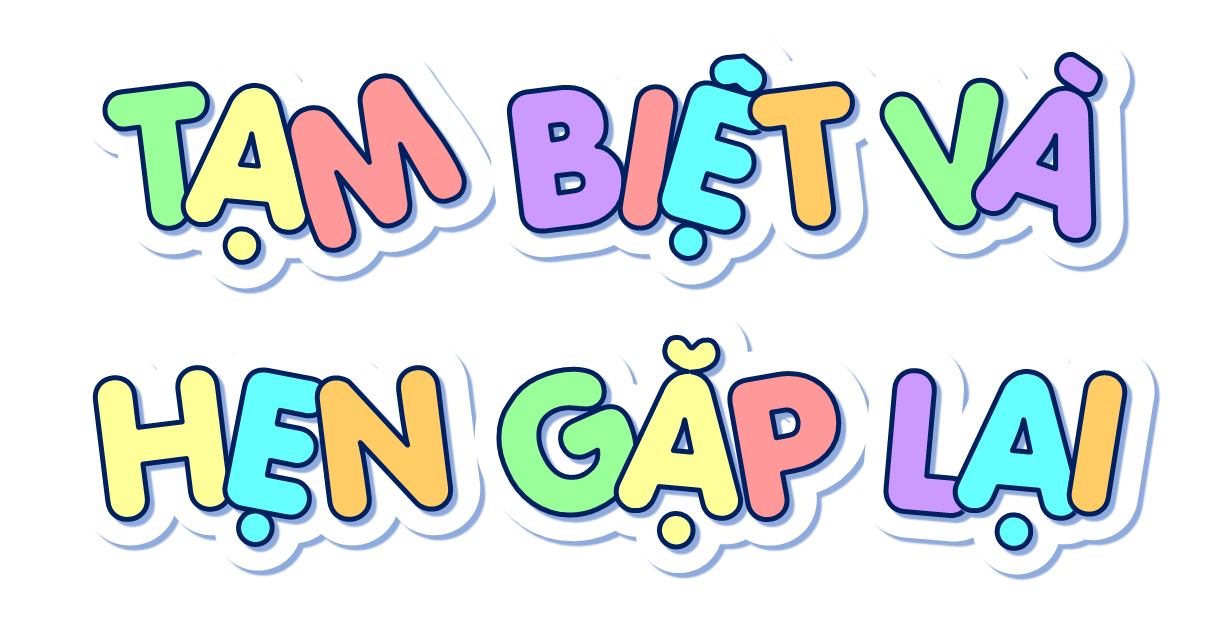 TẠM BIỆT VÀ
HẸN GẶP LẠI